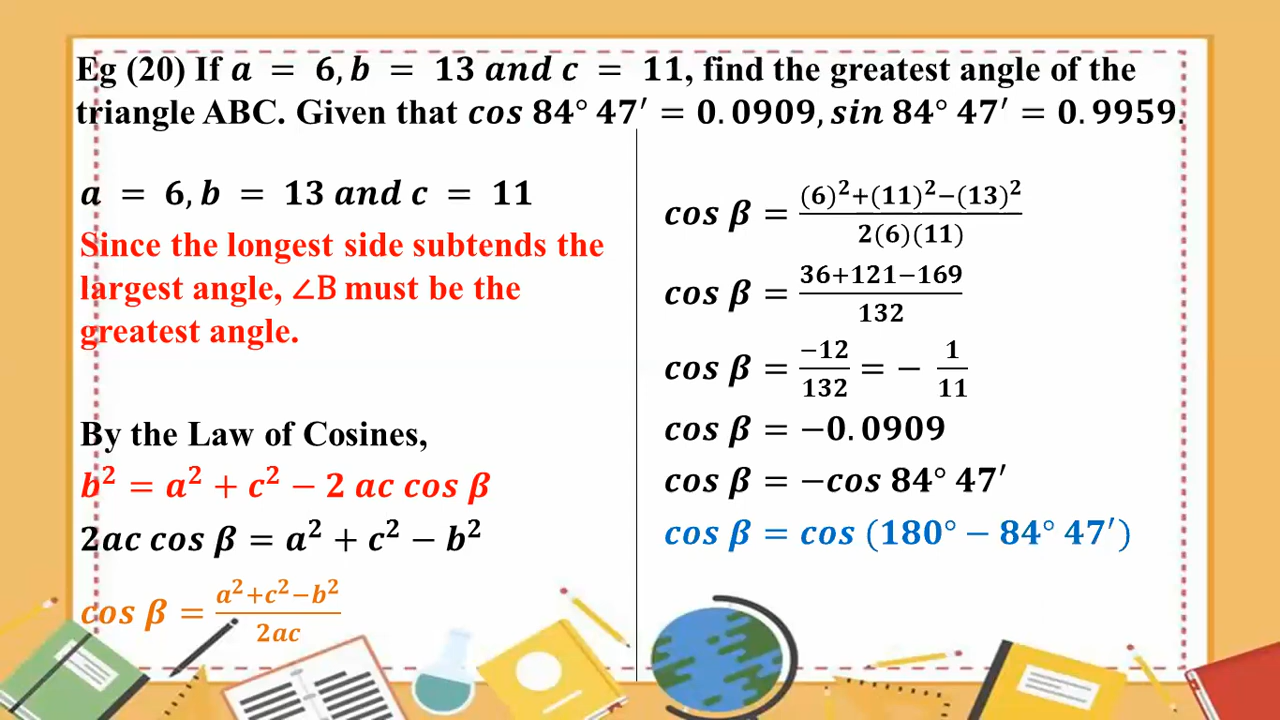 Eg (20) If a = 6, b = 13 and c = 11, find the greatest angle of the
triangle ABC. Given that cos 84° 47′ = 0.0909, sin 84° 47′ = 0.9959.
a = 6, b = 13 and c = 11
Since the longest side subtends the
largest angle, ∠B must be the
greatest angle.
By the Law of Cosines,
b² = a² + c² − 2 ac cos β
2ac cos β = a² + c² − b²
cos β = (a²+c²−b²)/(2ac)
cos β = ((6)²+(11)²−(13)²)/(2(6)(11))
cos β = (36+121−169)/132
cos β = −12/132 = − 1/11
cos β = −0.0909
cos β = −cos 84° 47′
cos β = cos (180° − 84° 47′)